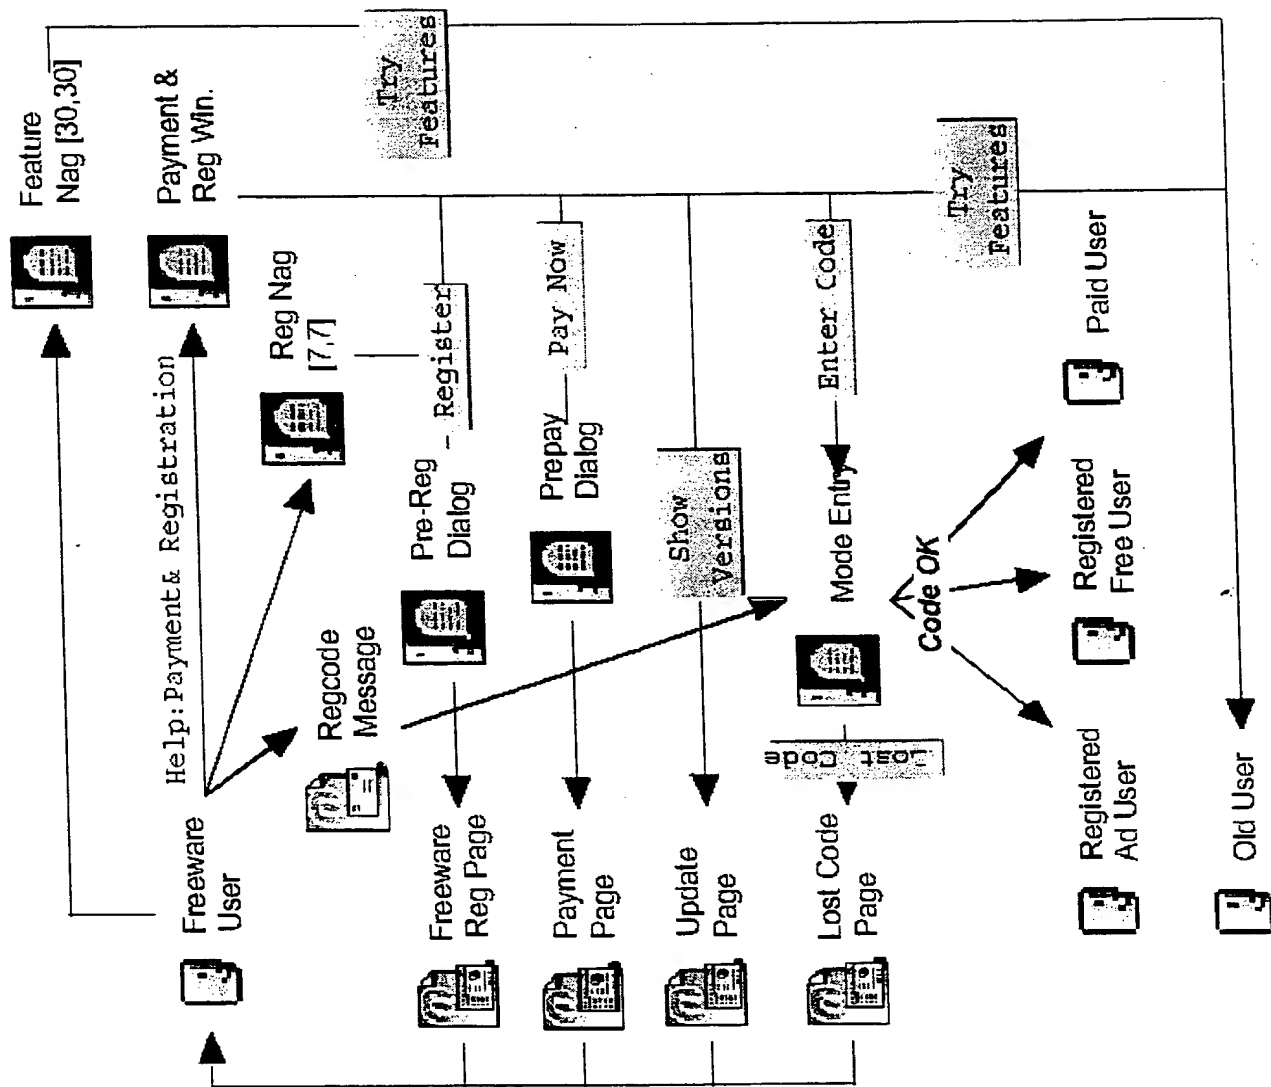 Feature
Nag [30,30]
Payment &
Reg Win.
Help:Payment& Registration
Freeware
User
Reg Nag
[7,7]
Regcode
Message
Try
Features
Pre-Reg
Dialog
Register
Freeware
Reg Page
Prepay
Dialog
Pay Now
Payment
Page
Show
Versions
Update
Page
Enter Code
Mode Entry
Lost Code
Lost Code
Page
Code OK
Try
Features
Registered
Ad User
Registered
Free User
Paid User
Old User